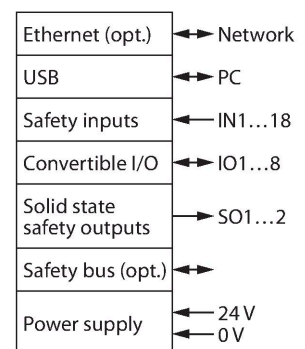 Ethernet (opt.) Network
USB PC
Safety inputs IN1...18
Convertible I/O IO1...8
Solid state
safety outputs SO1...2
Safety bus (opt.)
Power supply 24 V
0 V